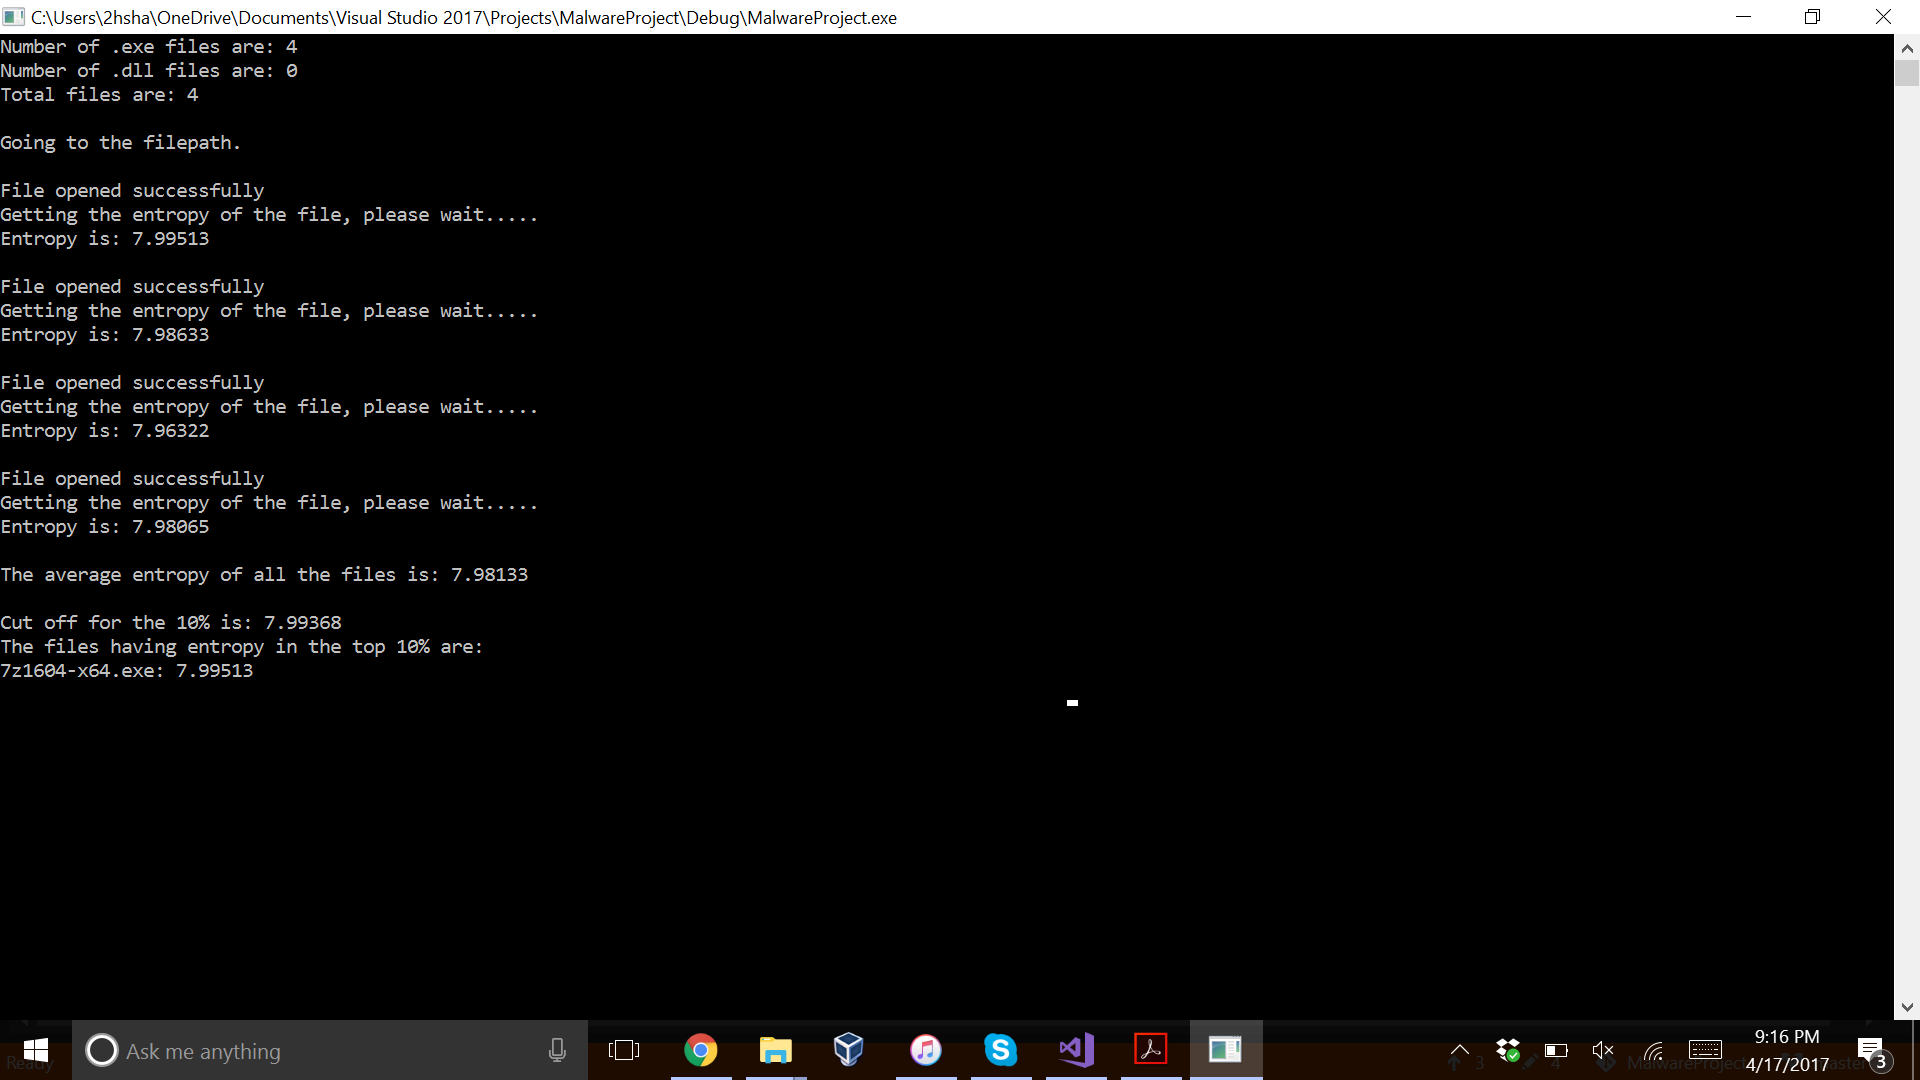 C:\Users\2hsha\OneDrive\Documents\Visual Studio 2017\Projects\MalwareProject\Debug\MalwareProject.exe
Number of .exe files are: 4
Number of .dll files are: 0
Total files are: 4
Going to the filepath.
File opened successfully
Getting the entropy of the file, please wait.....
Entropy is: 7.99513
File opened successfully
Getting the entropy of the file, please wait.....
Entropy is: 7.98633
File opened successfully
Getting the entropy of the file, please wait.....
Entropy is: 7.96322
File opened successfully
Getting the entropy of the file, please wait.....
Entropy is: 7.98065
The average entropy of all the files is: 7.98133
Cut off for the 10% is: 7.99368
The files having entropy in the top 10% are:
7z1604-x64.exe: 7.99513
Ready
Ask me anything
3
4
MalwareProject
9:16 PM
4/17/2017
3